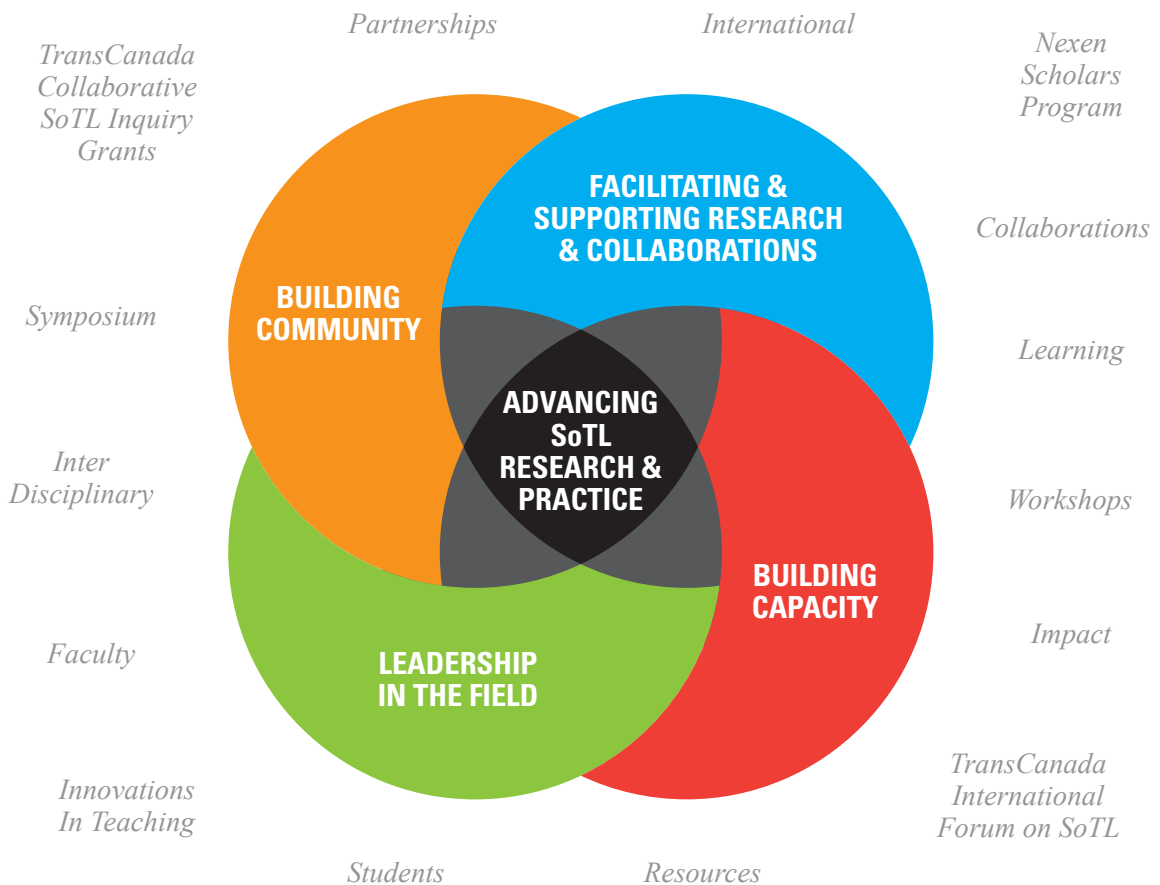 Partnerships
International
TransCanada
Collaborative
SoTL Inquiry
Grants
Nexen
Scholars
Program
FACILITATING &
SUPPORTING RESEARCH
& COLLABORATIONS
Collaborations
Symposium
BUILDING
COMMUNITY
Learning
ADVANCING
SoTL
RESEARCH &
PRACTICE
Inter
Disciplinary
Workshops
BUILDING
CAPACITY
Faculty
LEADERSHIP
IN THE FIELD
Impact
Innovations
In Teaching
TransCanada
International
Forum on SoTL
Students
Resources